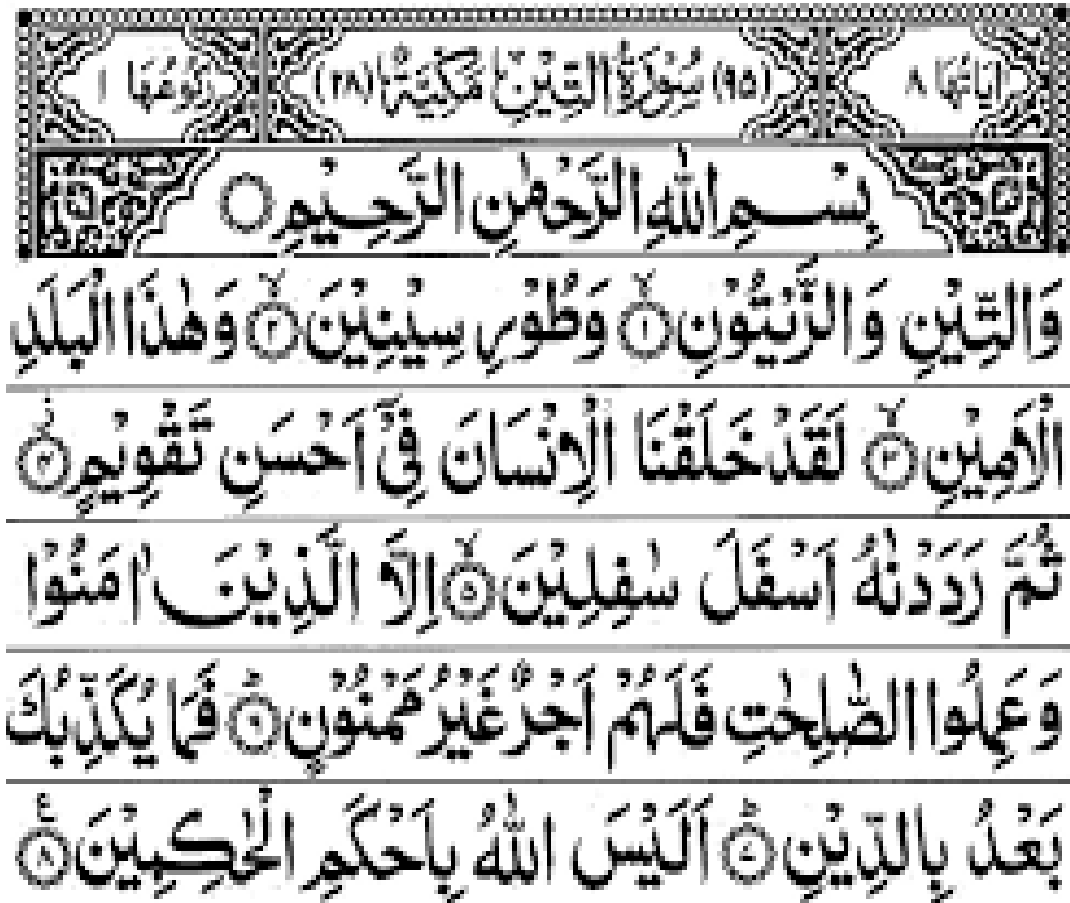 اٰيَاتُهَا ٨ (٩٥) سُوْرَةُ التِّيْنِ مَكِّيَّةٌ (٢٨) رُكُوْعُهَا ١
بِسْمِ اللّٰهِ الرَّحْمٰنِ الرَّحِيْمِ
وَالتِّيْنِ وَالزَّيْتُوْنِ ۙ﴿١﴾ وَطُوْرِ سِيْنِيْنَ ۙ﴿٢﴾ وَهٰذَا الْبَلَدِ
الْاَمِيْنِ ۙ﴿٣﴾ لَقَدْ خَلَقْنَا الْاِنْسَانَ فِيْٓ اَحْسَنِ تَقْوِيْمٍ ۫﴿٤﴾
ثُمَّ رَدَدْنٰهُ اَسْفَلَ سٰفِلِيْنَ ۙ﴿٥﴾ اِلَّا الَّذِيْنَ اٰمَنُوْا
وَعَمِلُوا الصّٰلِحٰتِ فَلَهُمْ اَجْرٌ غَيْرُ مَمْنُوْنٍ ؕ﴿٦﴾ فَمَا يُكَذِّبُكَ
بَعْدُ بِالدِّيْنِ ؕ﴿٧﴾ اَلَيْسَ اللّٰهُ بِاَحْكَمِ الْحٰكِمِيْنَ ۧ﴿٨﴾